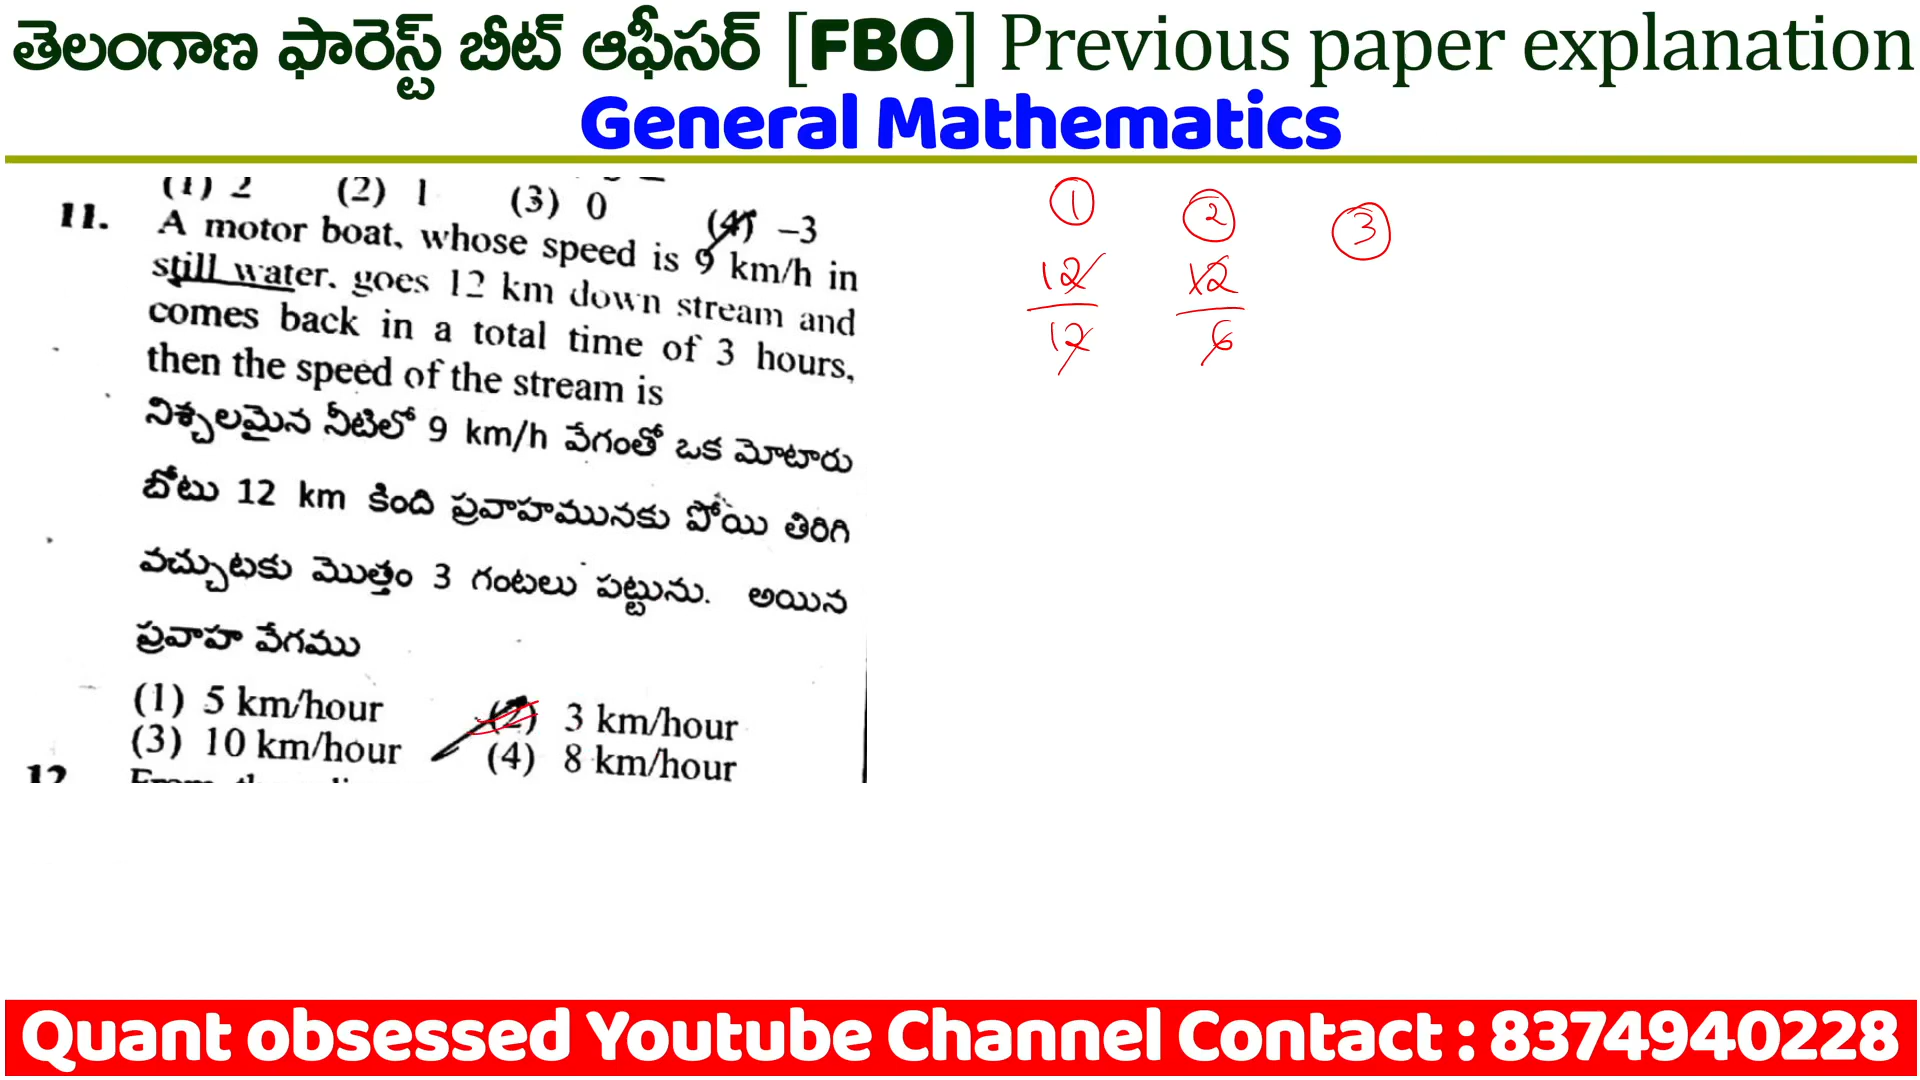 తెలంగాణ ఫారెస్ట్ బీట్ ఆఫీసర్ [FBO] Previous paper explanation
General Mathematics
(1) 2 (2) 1 (3) 0 (4) –3
11. A motor boat, whose speed is 9 km/h in
still water. goes 12 km down stream and
comes back in a total time of 3 hours,
then the speed of the stream is
నిశ్చలమైన నీటిలో 9 km/h వేగంతో ఒక మోటారు
బోటు 12 km కింది ప్రవాహమునకు పోయి తిరిగి
వచ్చుటకు మొత్తం 3 గంటలు పట్టును. అయిన
ప్రవాహ వేగము
(1) 5 km/hour (2) 3 km/hour
(3) 10 km/hour (4) 8 km/hour
12
1 2 3
12 12
12 6
Quant obsessed Youtube Channel Contact : 8374940228